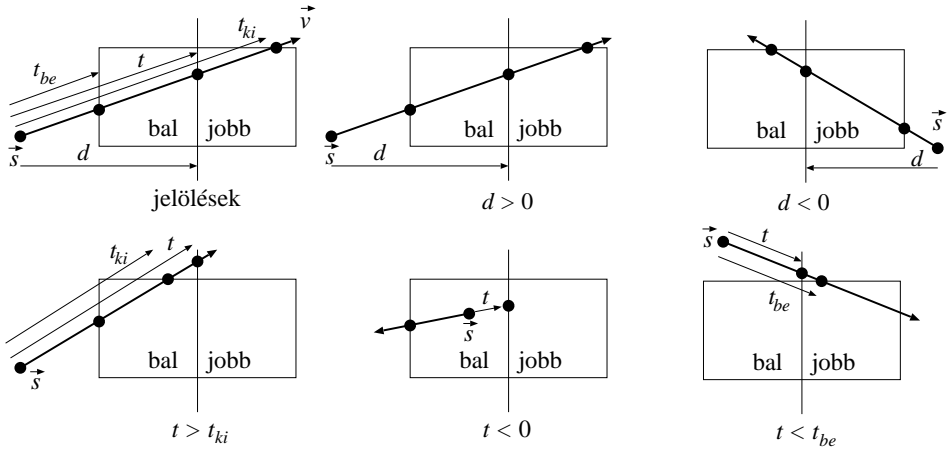 t_be t t_ki v
s d bal jobb
jelölések
s d bal jobb
d > 0
bal jobb s
d
d < 0
t_ki t
s bal jobb
t > t_ki
t
s
bal jobb
t < 0
s t
t_be
bal jobb
t < t_be